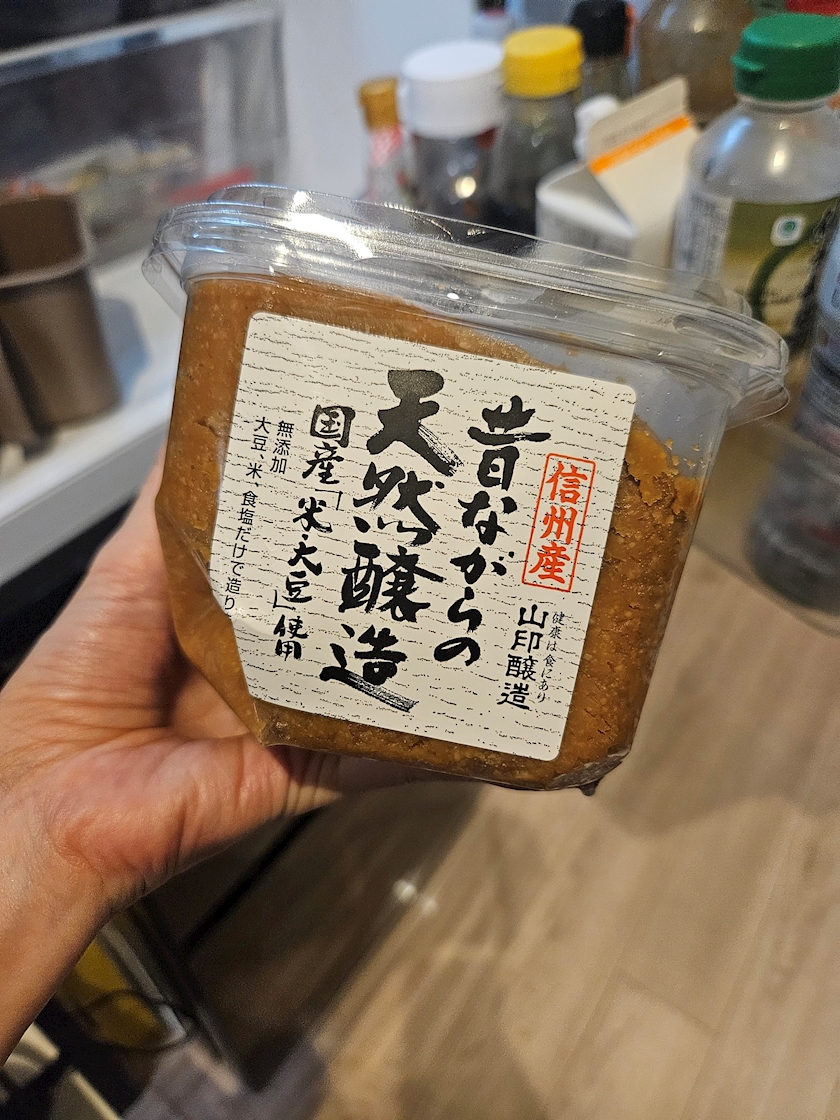 信州産
健康は食にあり
山印醸造
昔ながらの
天然醸造
国産「米・大豆」使用
無添加
大豆、米、食塩だけで造り